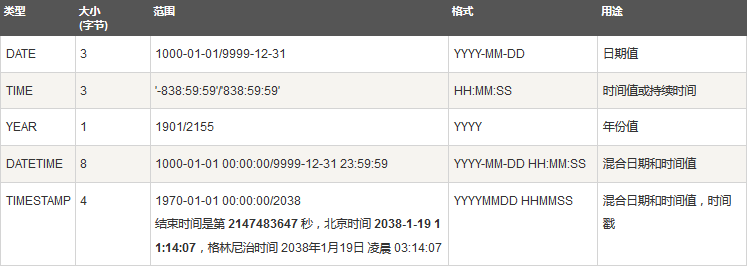 类型 大小 范围 格式 用途
(字节)
DATE 3 1000-01-01/9999-12-31 YYYY-MM-DD 日期值
TIME 3 '-838:59:59'/'838:59:59' HH:MM:SS 时间值或持续时间
YEAR 1 1901/2155 YYYY 年份值
DATETIME 8 1000-01-01 00:00:00/9999-12-31 23:59:59 YYYY-MM-DD HH:MM:SS 混合日期和时间值
TIMESTAMP 4 1970-01-01 00:00:00/2038 YYYYMMDD HHMMSS 混合日期和时间值，时间
结束时间是第 2147483647 秒，北京时间 2038-1-19 1 戳
1:14:07，格林尼治时间 2038年1月19日 凌晨 03:14:07